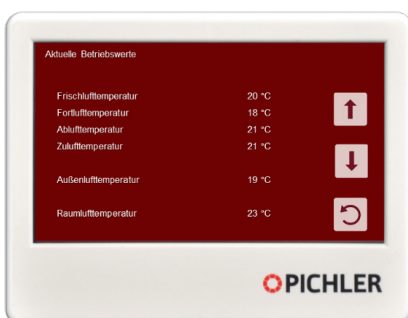 Aktuelle Betriebswerte
Frischlufttemperatur 20 °C
Fortlufttemperatur 18 °C
Ablufttemperatur 21 °C
Zulufttemperatur 21 °C
Außenlufttemperatur 19 °C
Raumlufttemperatur 23 °C
PICHLER